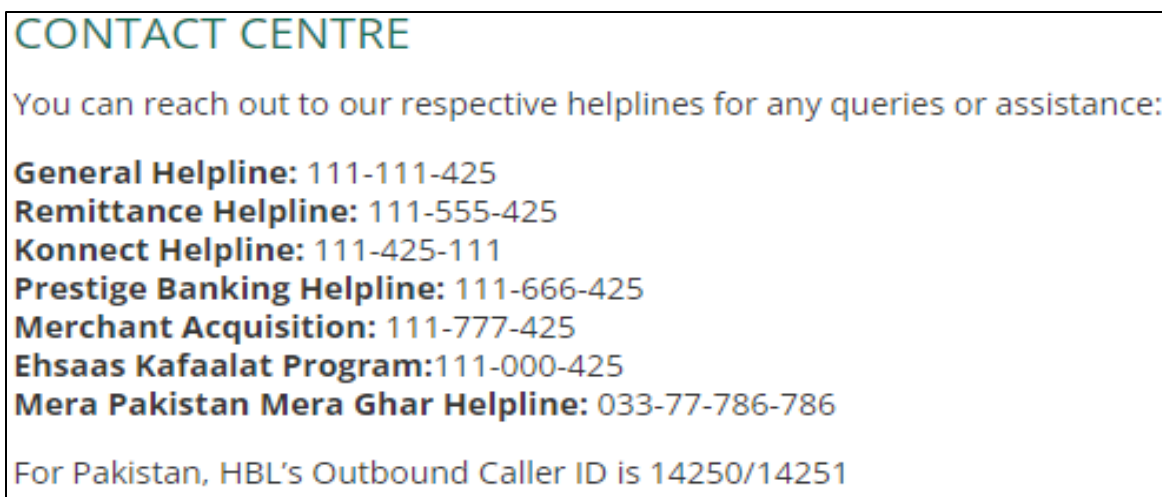 CONTACT CENTRE
You can reach out to our respective helplines for any queries or assistance:
General Helpline: 111-111-425
Remittance Helpline: 111-555-425
Konnect Helpline: 111-425-111
Prestige Banking Helpline: 111-666-425
Merchant Acquisition: 111-777-425
Ehsaas Kafaalat Program:111-000-425
Mera Pakistan Mera Ghar Helpline: 033-77-786-786
For Pakistan, HBL's Outbound Caller ID is 14250/14251